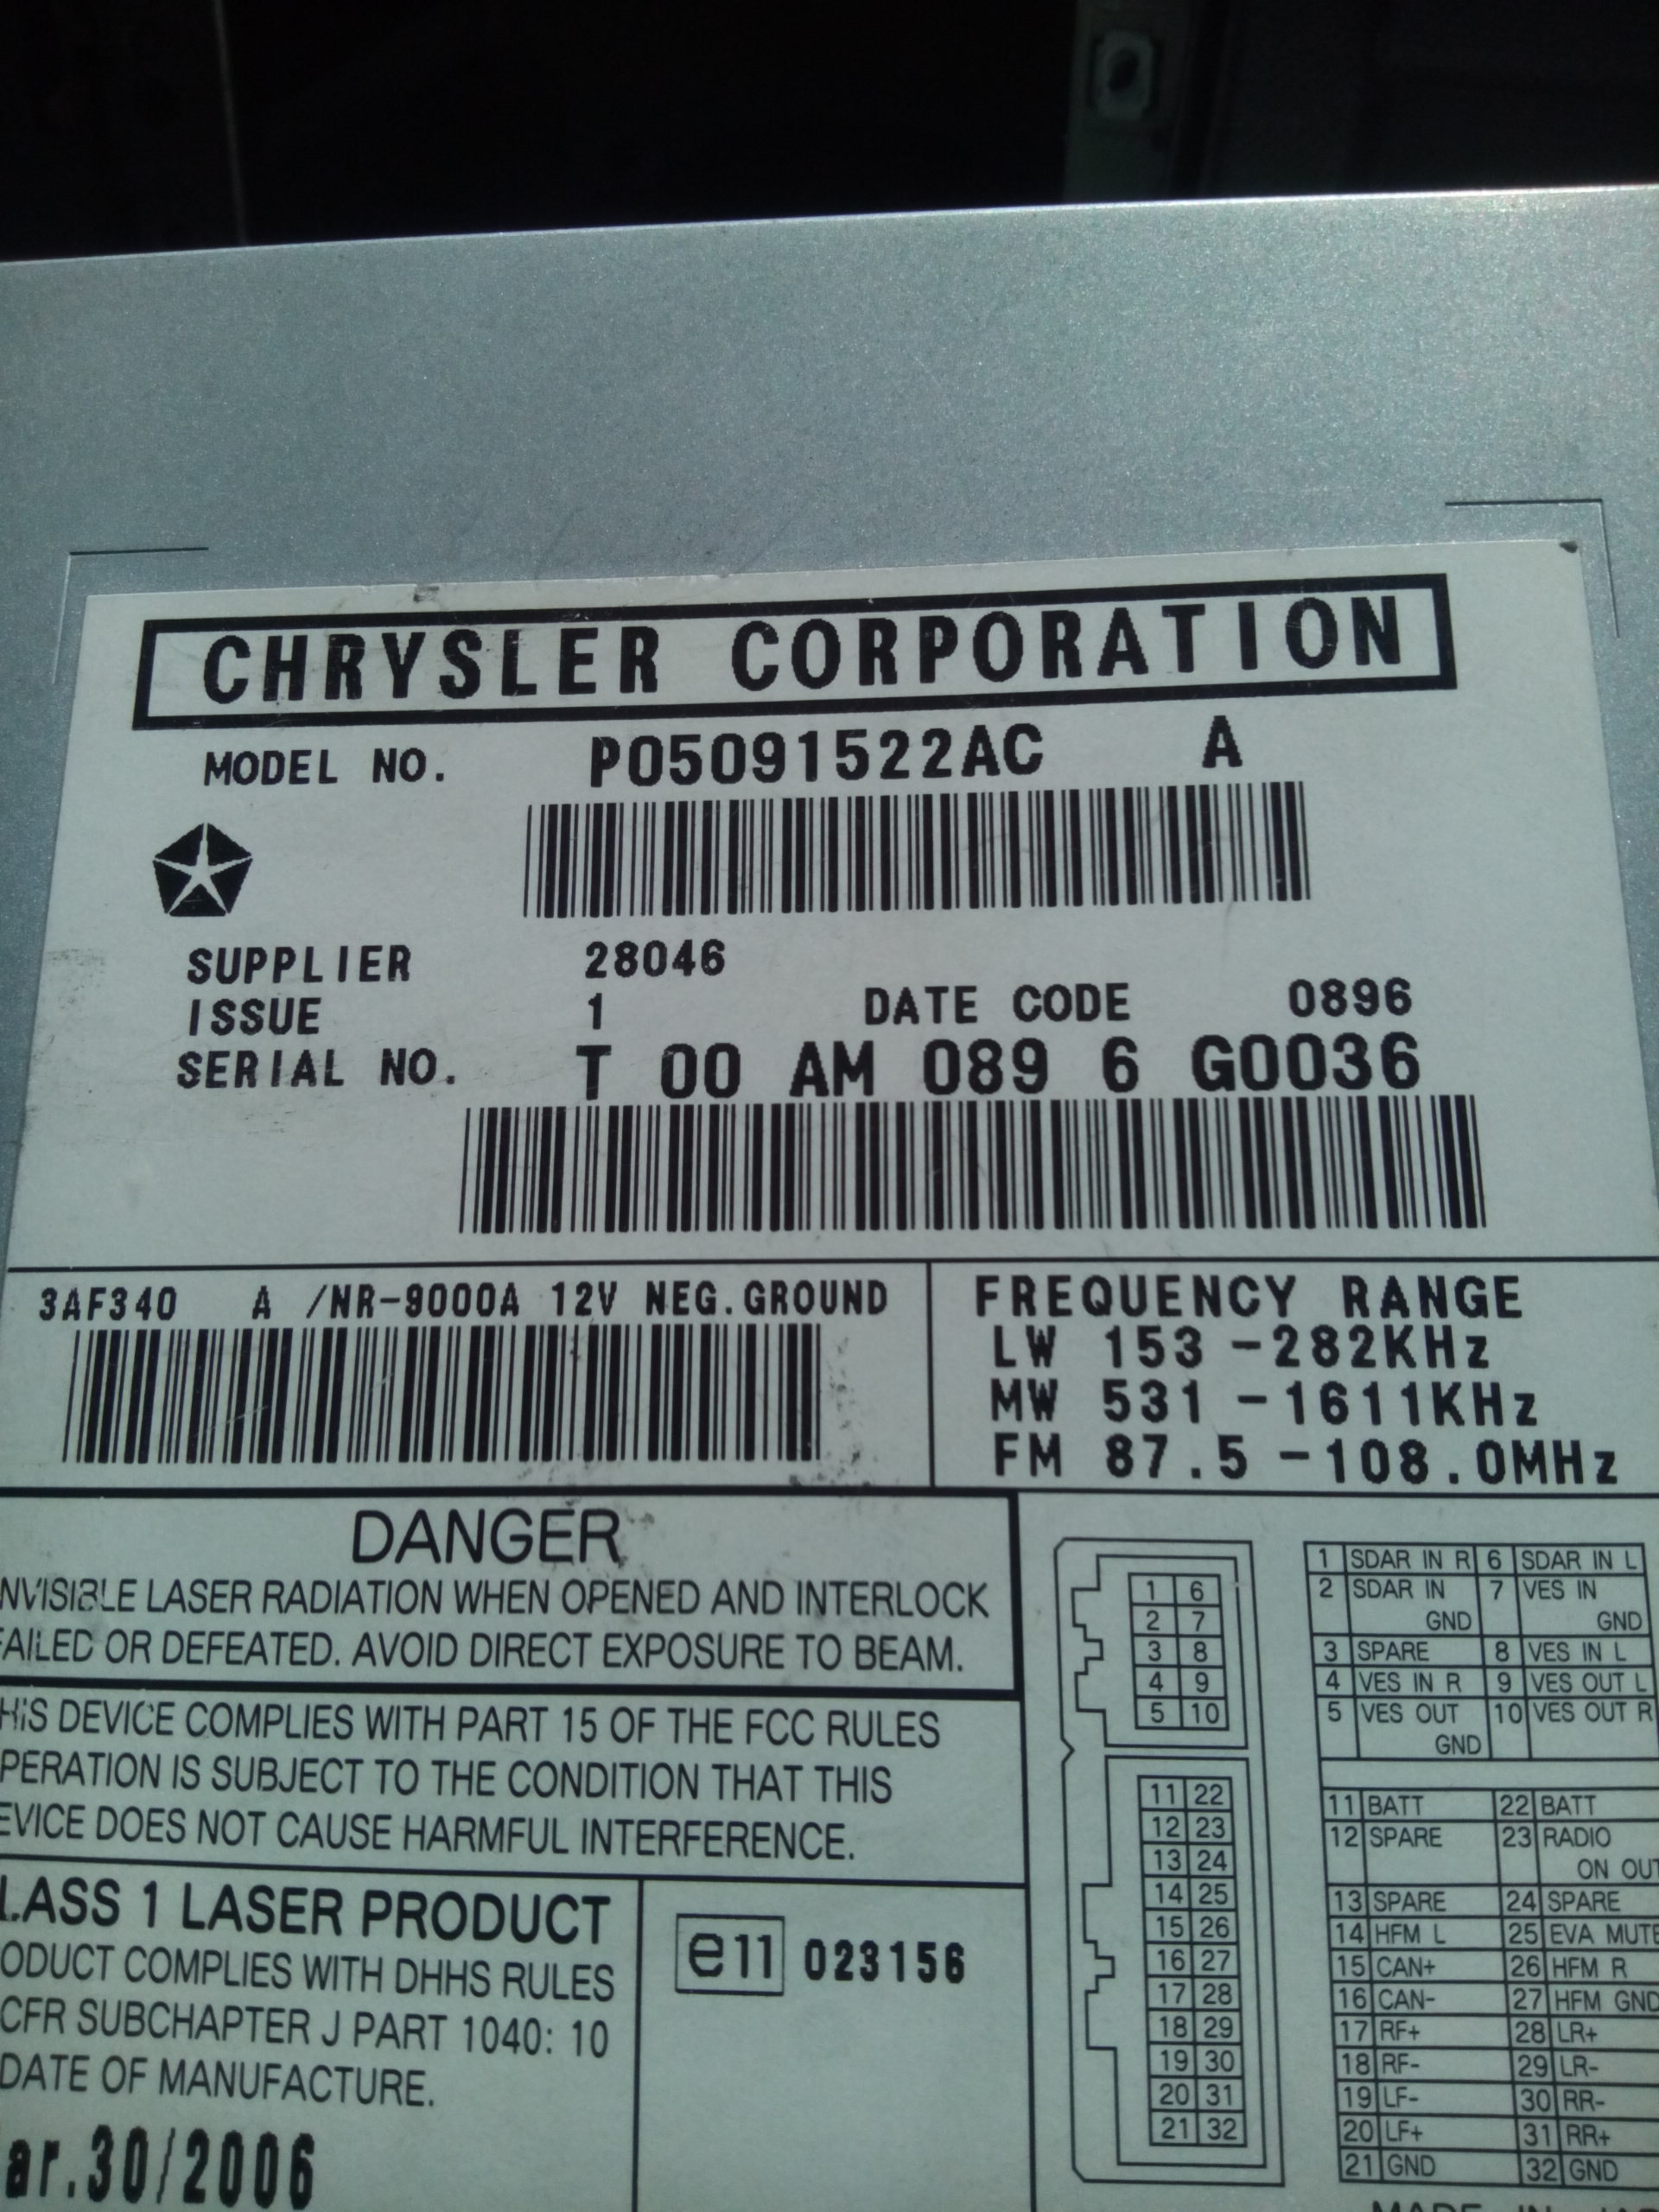 CHRYSLER CORPORATION
MODEL NO. P05091522AC A
SUPPLIER 28046
ISSUE 1 DATE CODE 0896
SERIAL NO. T 00 AM 089 6 G0036
3AF340 A /NR-9000A 12V NEG.GROUND
FREQUENCY RANGE
LW 153 -282KHz
MW 531 -1611KHz
FM 87.5 -108.0MHz
DANGER
NVISIBLE LASER RADIATION WHEN OPENED AND INTERLOCK
FAILED OR DEFEATED. AVOID DIRECT EXPOSURE TO BEAM.
HIS DEVICE COMPLIES WITH PART 15 OF THE FCC RULES
PERATION IS SUBJECT TO THE CONDITION THAT THIS
EVICE DOES NOT CAUSE HARMFUL INTERFERENCE.
LASS 1 LASER PRODUCT
ODUCT COMPLIES WITH DHHS RULES
CFR SUBCHAPTER J PART 1040: 10
DATE OF MANUFACTURE.
ar.30/2006
e11 023156
1 6
2 7
3 8
4 9
5 10
11 22
12 23
13 24
14 25
15 26
16 27
17 28
18 29
19 30
20 31
21 32
1 SDAR IN R 6 SDAR IN L
2 SDAR IN 7 VES IN
GND GND
3 SPARE 8 VES IN L
4 VES IN R 9 VES OUT L
5 VES OUT 10 VES OUT R
GND
11 BATT 22 BATT
12 SPARE 23 RADIO
ON OUT
13 SPARE 24 SPARE
14 HFM L 25 EVA MUTE
15 CAN+ 26 HFM R
16 CAN- 27 HFM GND
17 RF+ 28 LR+
18 RF- 29 LR-
19 LF- 30 RR-
20 LF+ 31 RR+
21 GND 32 GND
MADE IN